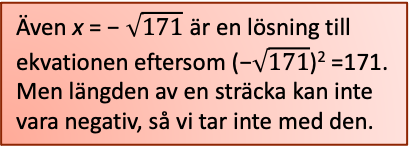 Även x = − √171 är en lösning till
ekvationen eftersom (−√171)² =171.
Men längden av en sträcka kan inte
vara negativ, så vi tar inte med den.